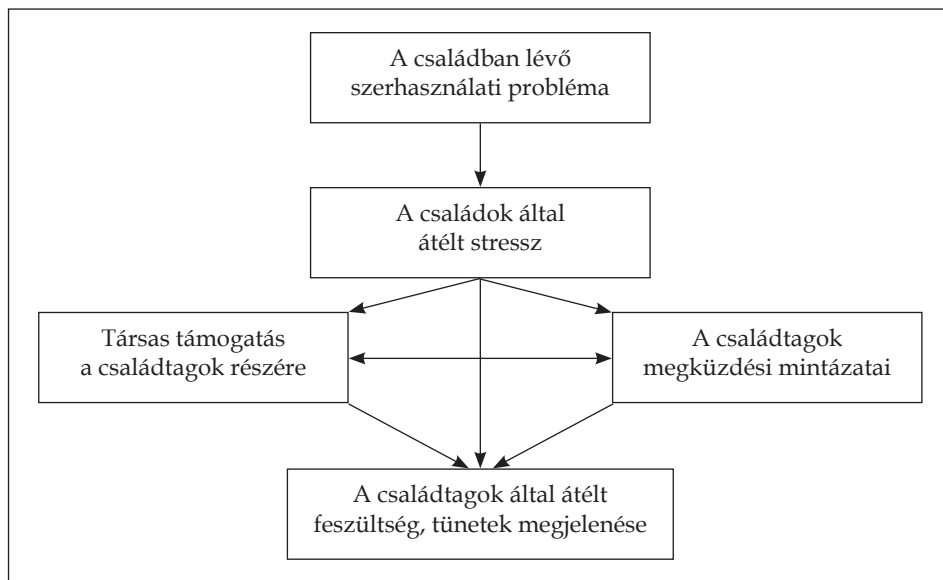 A családban lévő
szerhasználati probléma
A családok által
átélt stressz
Társas támogatás
a családtagok részére
A családtagok
megküzdési mintázatai
A családtagok által átélt
feszültség, tünetek megjelenése